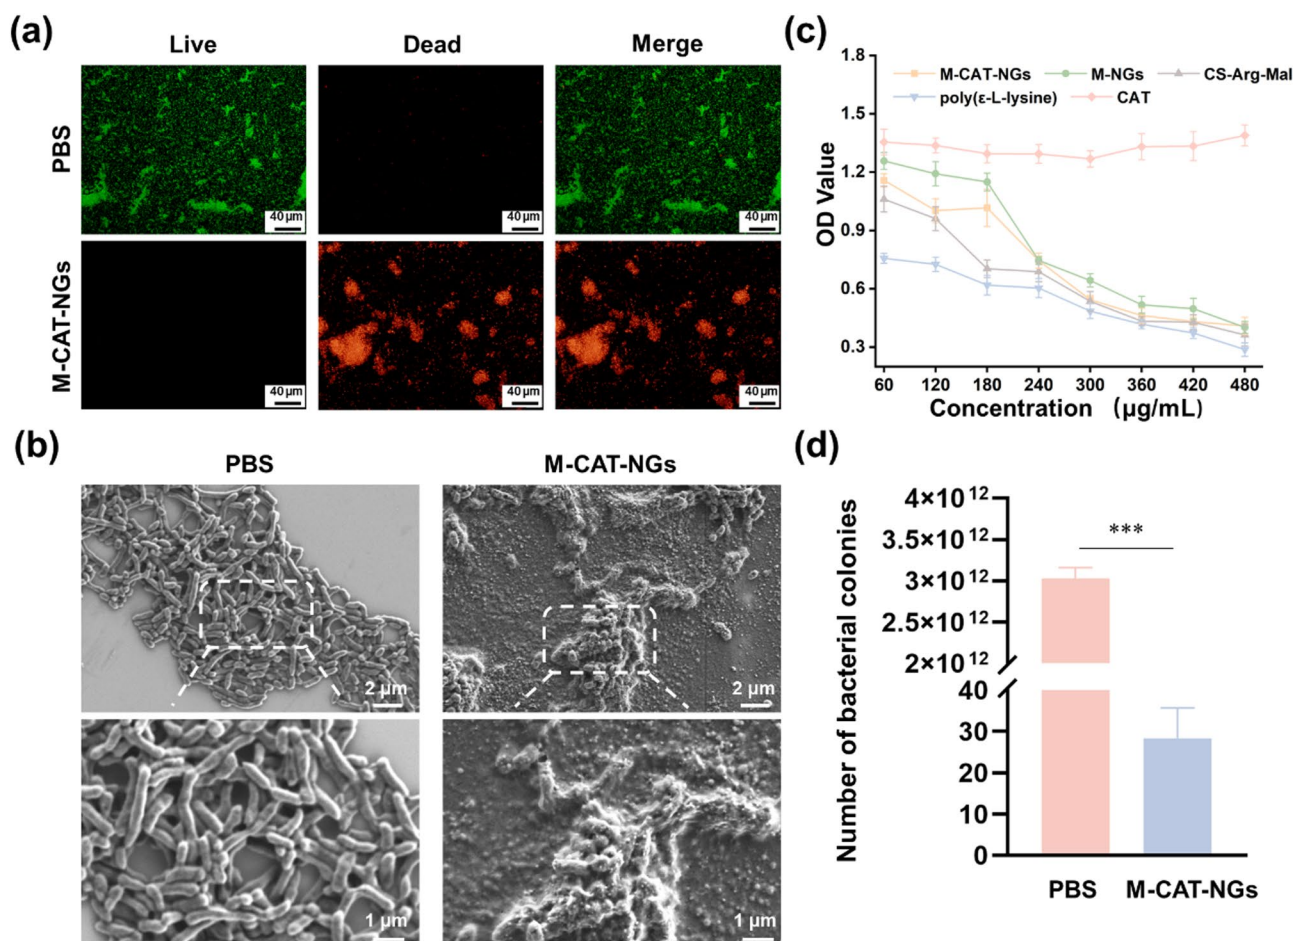 (a)
Live Dead Merge
PBS
40 μm 40 μm 40 μm
M-CAT-NGs
40 μm 40 μm 40 μm
(b)
PBS M-CAT-NGs
2 μm 2 μm
1 μm 1 μm
(c)
M-CAT-NGs M-NGs CS-Arg-Mal
poly(ε-L-lysine) CAT
OD Value
1.8
1.5
1.2
0.9
0.6
0.3
60 120 180 240 300 360 420 480
Concentration (μg/mL)
(d)
Number of bacterial colonies
4×10¹²
3.5×10¹²
3×10¹²
2.5×10¹²
2×10¹²
40
30
20
10
0
***
PBS M-CAT-NGs